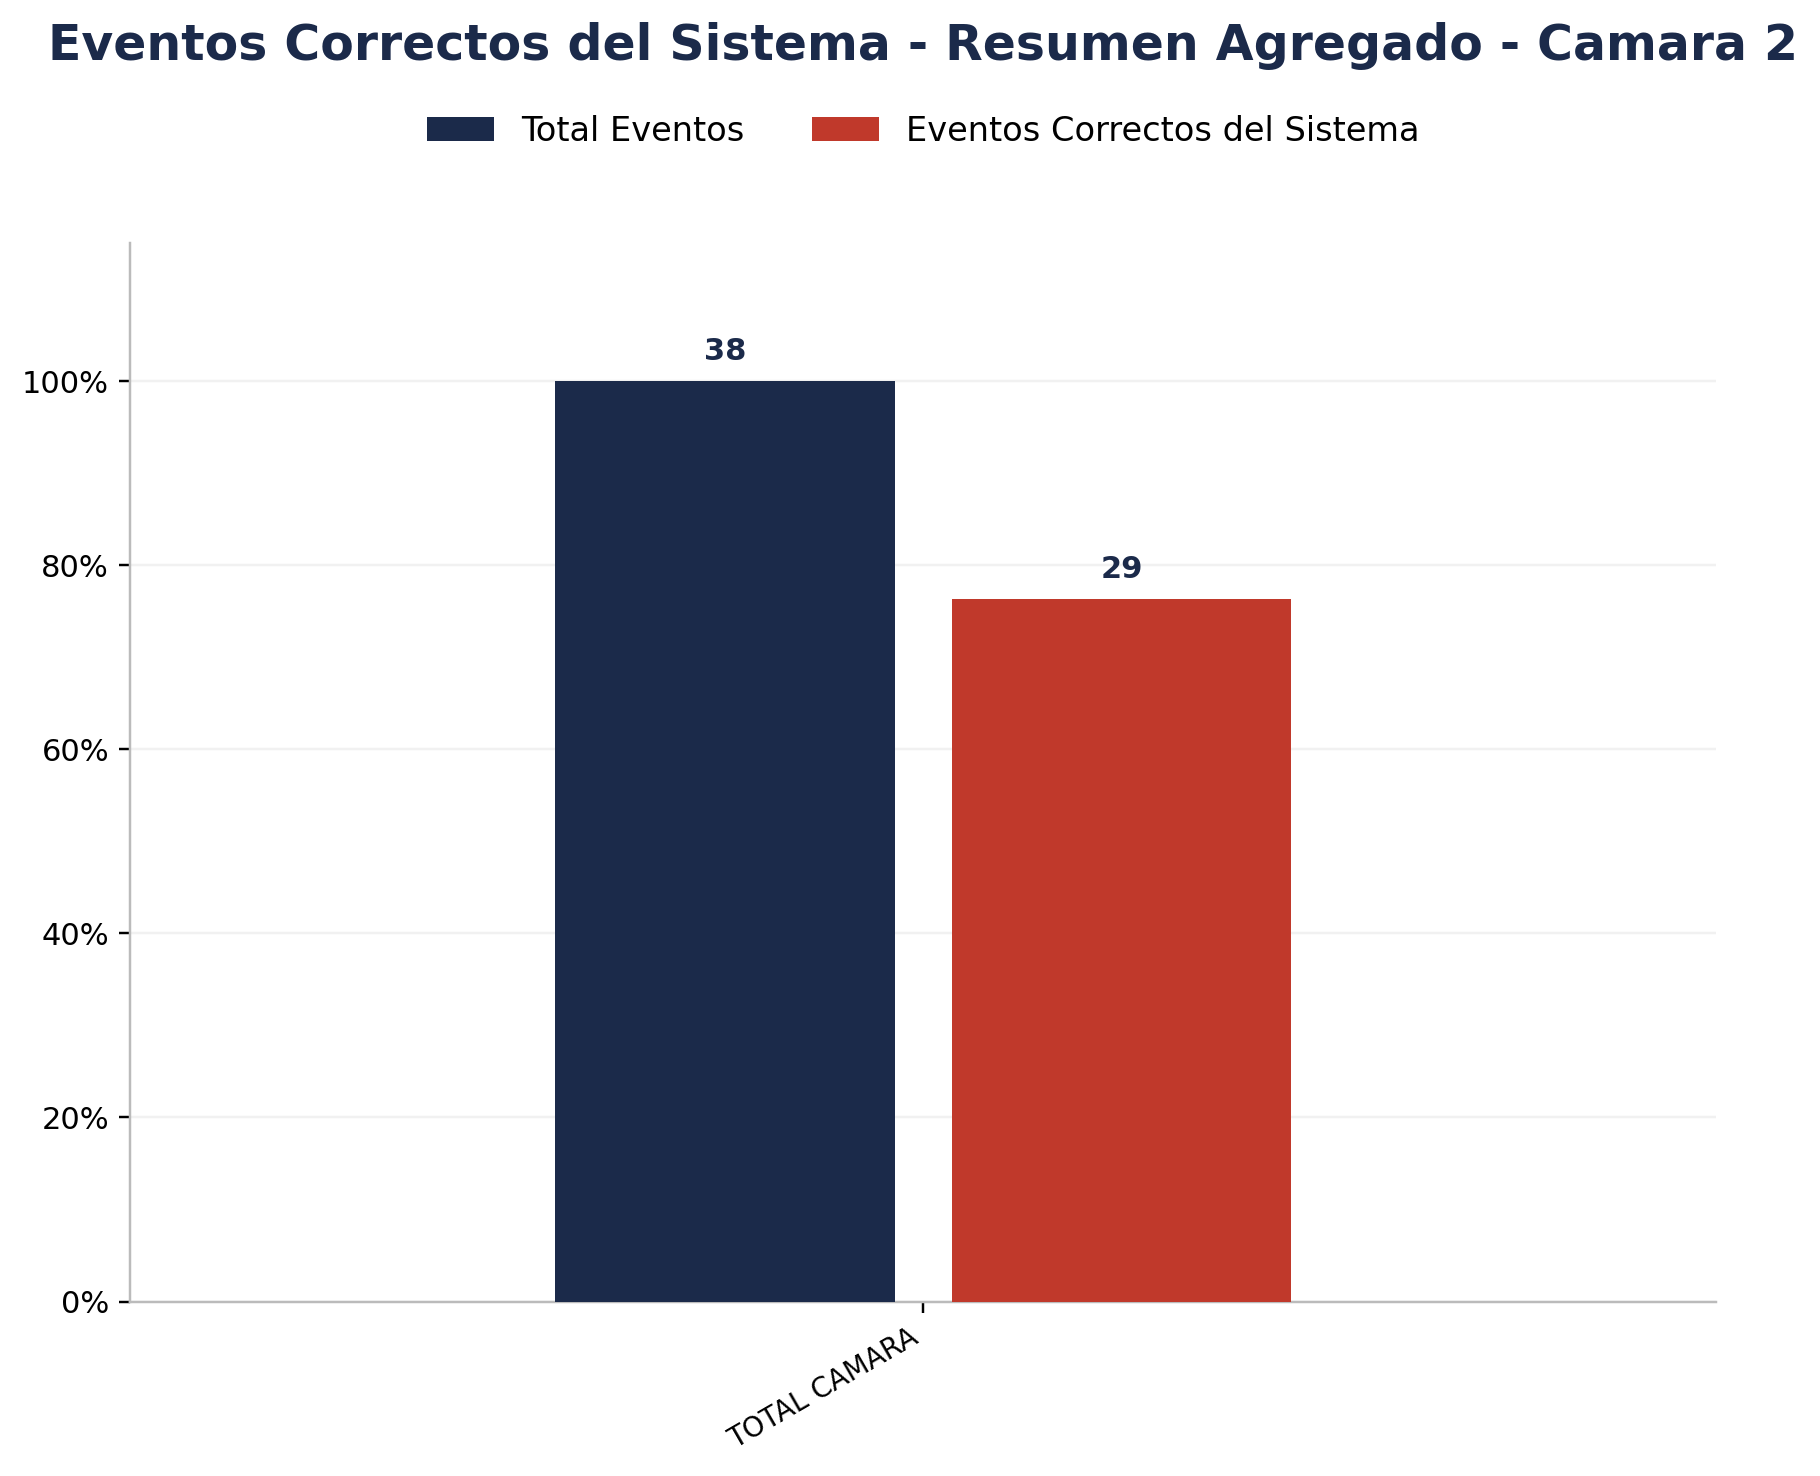 Eventos Correctos del Sistema - Resumen Agregado - Camara 2
Total Eventos
Eventos Correctos del Sistema
38
100%
80%
29
60%
40%
20%
0%
TOTAL CAMARA